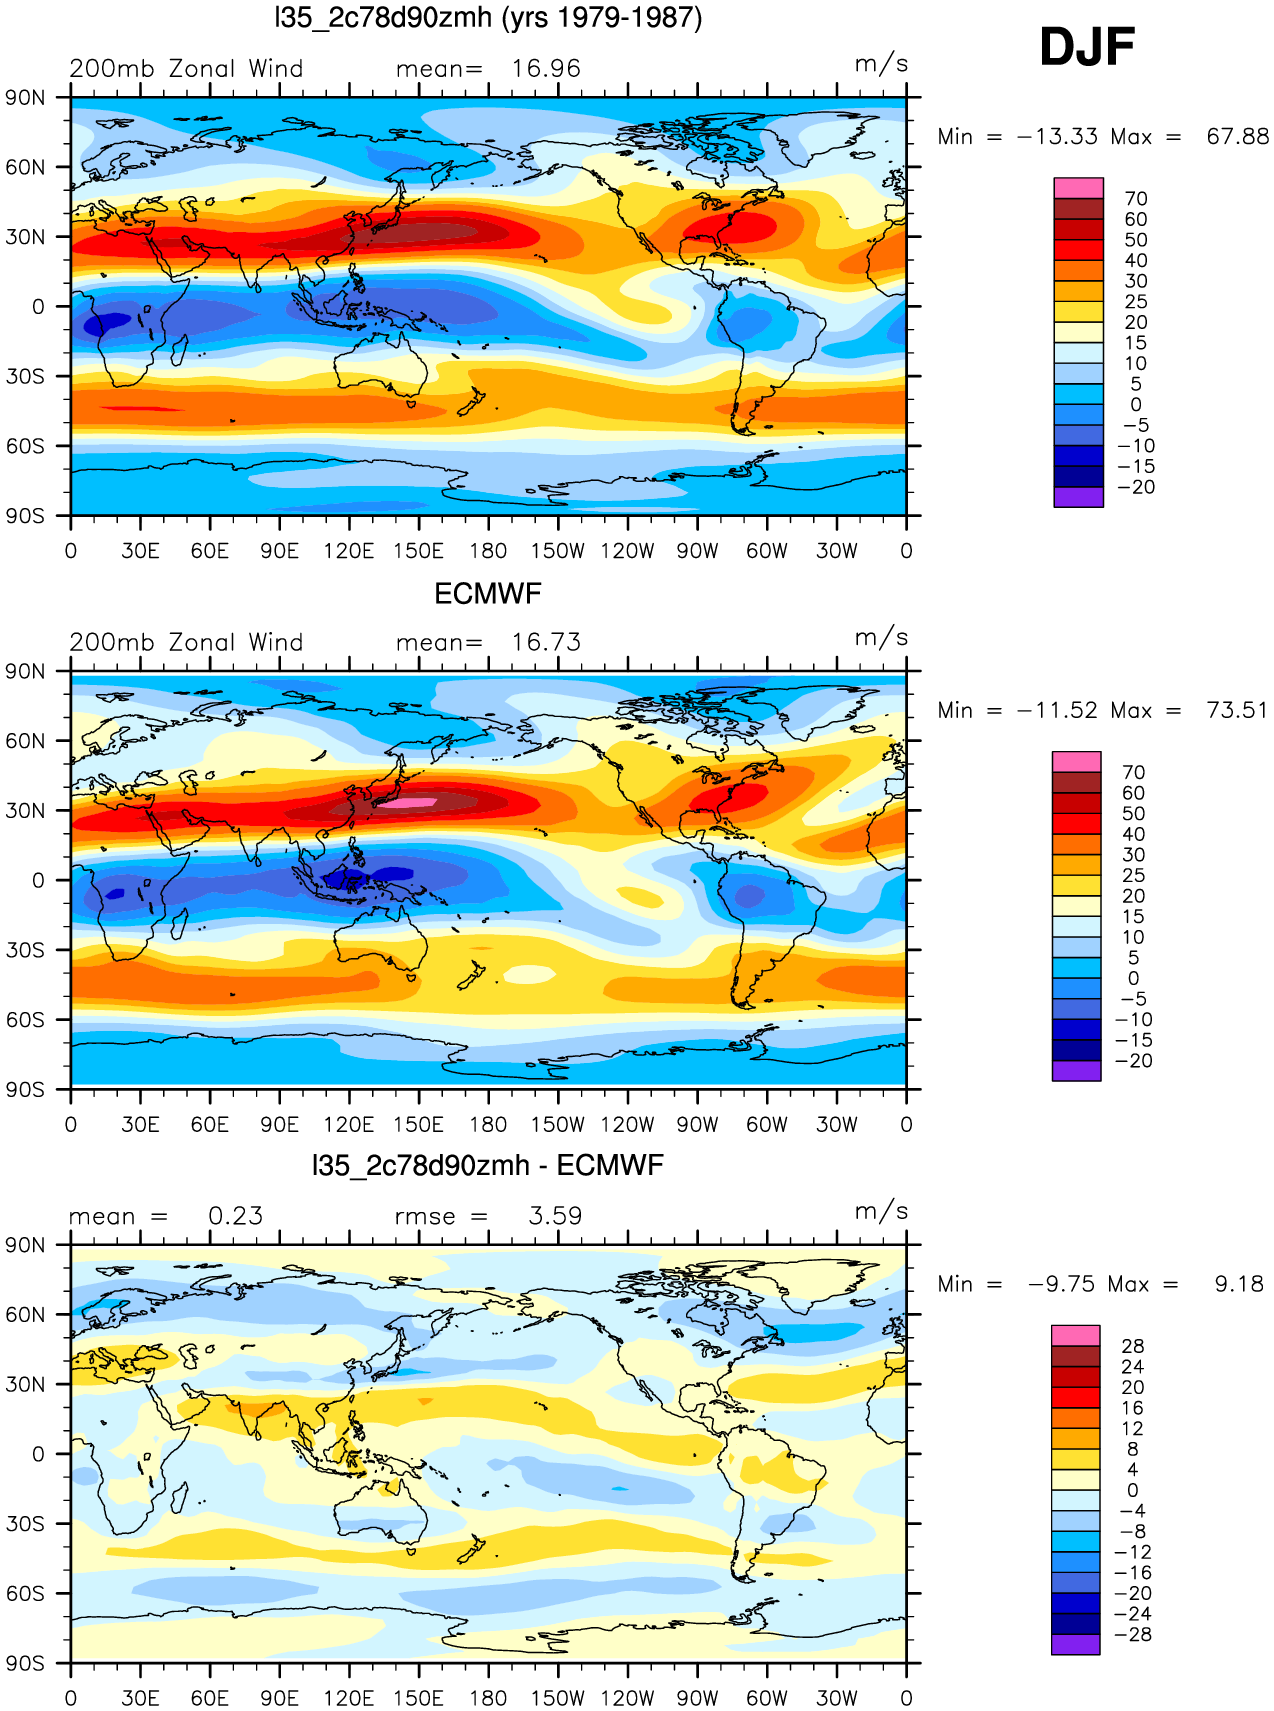 l35_2c78d90zmh (yrs 1979-1987)
DJF
200mb Zonal Wind mean= 16.96 m/s
Min = -13.33 Max = 67.88
90N
60N
30N
0
30S
60S
90S
0 30E 60E 90E 120E 150E 180 150W 120W 90W 60W 30W 0
70
60
50
40
30
25
20
15
10
5
0
-5
-10
-15
-20
ECMWF
200mb Zonal Wind mean= 16.73 m/s
Min = -11.52 Max = 73.51
90N
60N
30N
0
30S
60S
90S
0 30E 60E 90E 120E 150E 180 150W 120W 90W 60W 30W 0
70
60
50
40
30
25
20
15
10
5
0
-5
-10
-15
-20
l35_2c78d90zmh - ECMWF
mean = 0.23 rmse = 3.59 m/s
Min = -9.75 Max = 9.18
90N
60N
30N
0
30S
60S
90S
0 30E 60E 90E 120E 150E 180 150W 120W 90W 60W 30W 0
28
24
20
16
12
8
4
0
-4
-8
-12
-16
-20
-24
-28